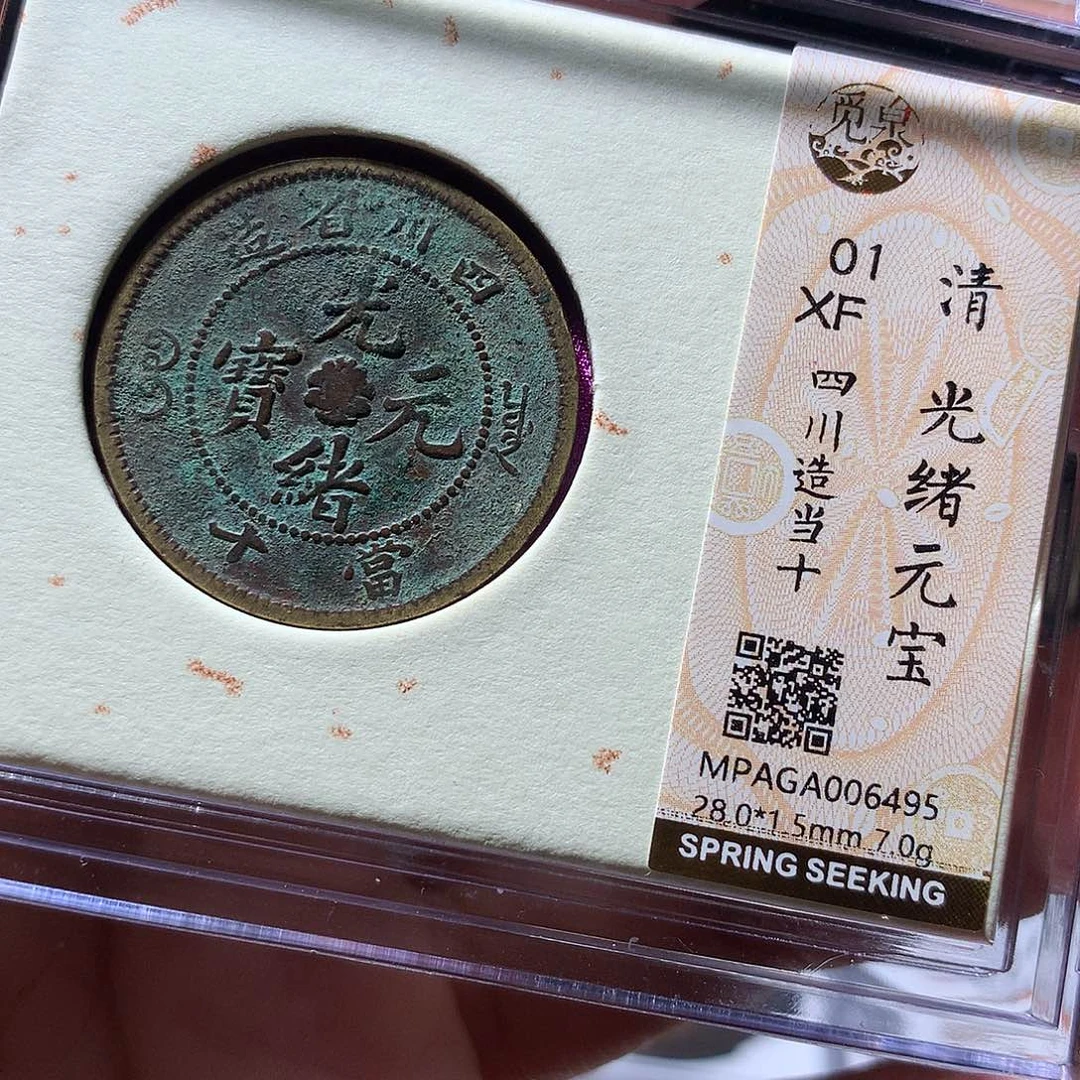 四川省造
光緒元寶
當十
觅泉
清 光绪元宝
01
XF
四川造当十
MPAGA006495
28.0*1.5mm 7.0g
SPRING SEEKING